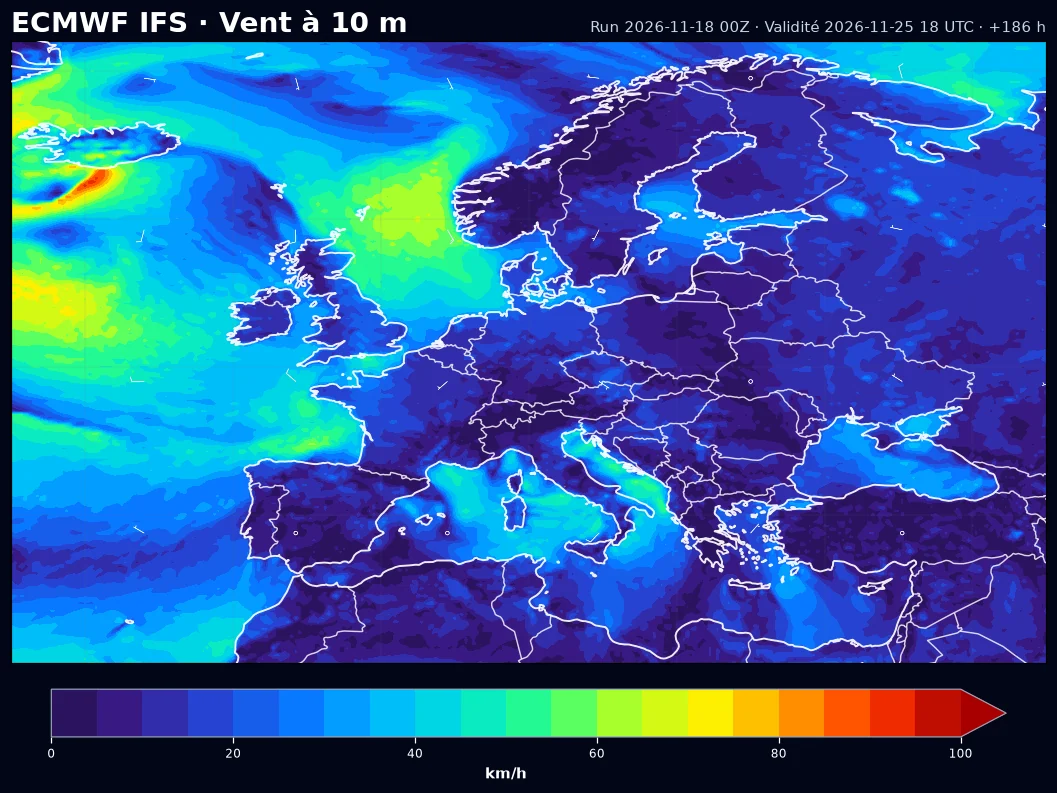 ECMWF IFS · Vent à 10 m
Run 2026-11-18 00Z · Validité 2026-11-25 18 UTC · +186 h
0 20 40 60 80 100
km/h